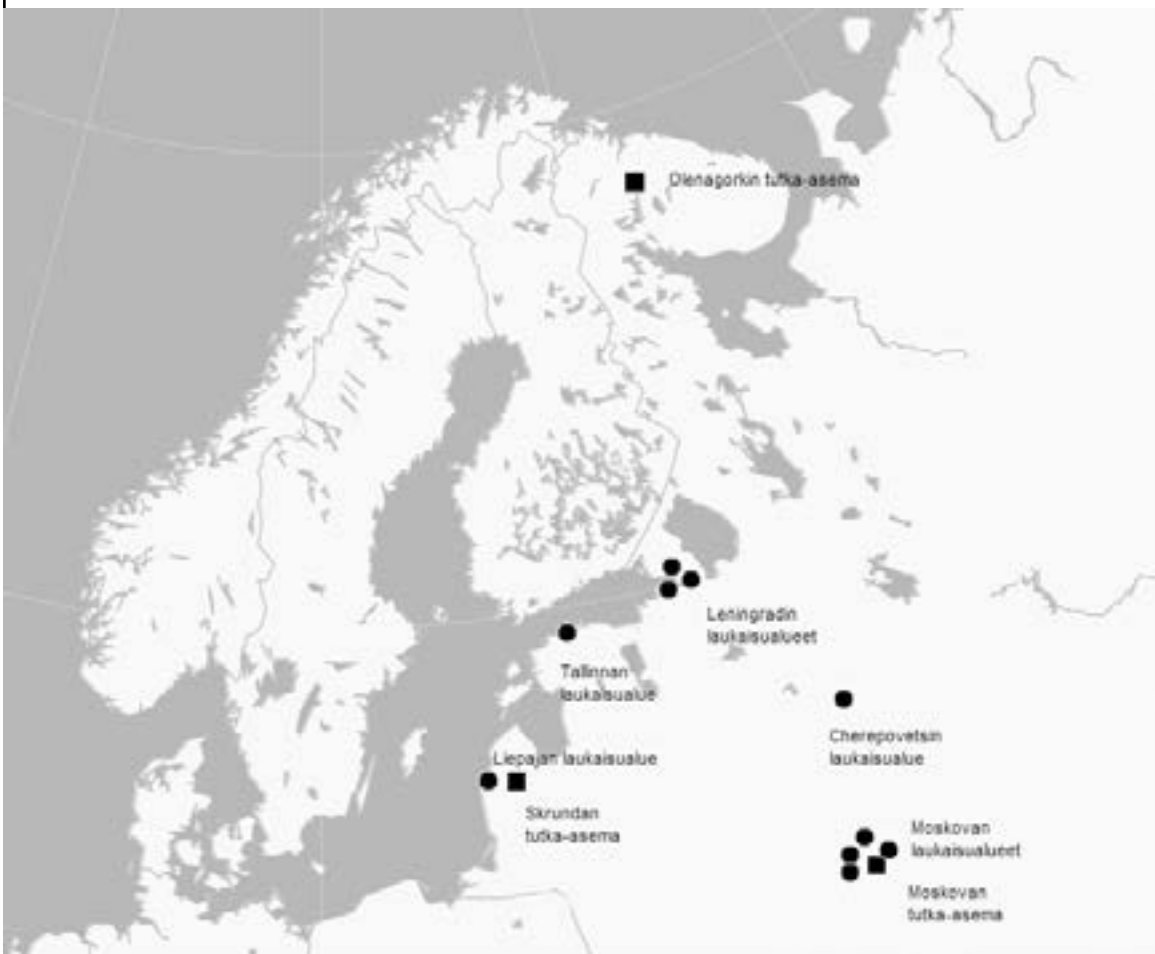 Olenagorkin tutka-asema
Leningradin
laukaisualueet
Tallinnan
laukaisualue
Cherepovetsin
laukaisualue
Liepajan laukaisualue
Skrundan
tutka-asema
Moskovan
laukaisualueet
Moskovan
tutka-asema